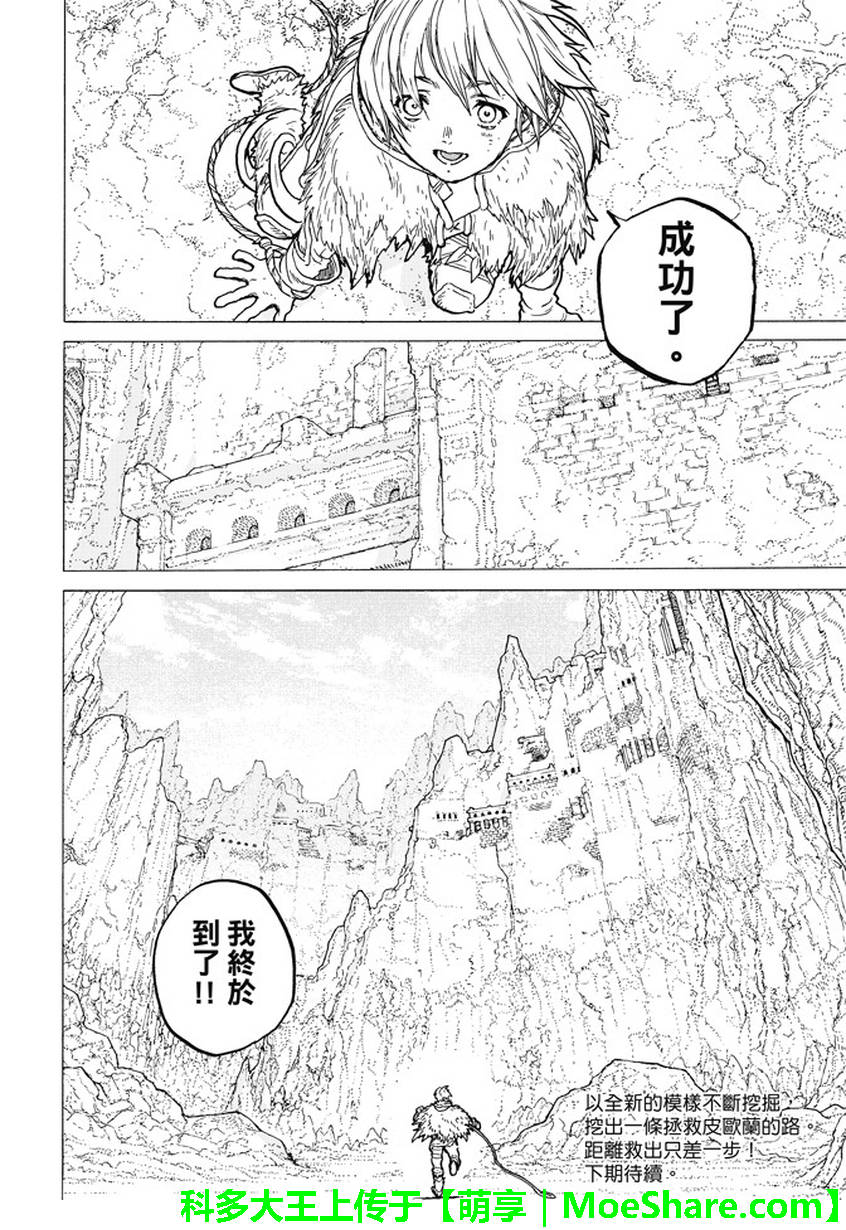 成功了。
我終於
到了!!
以全新的模樣不斷挖掘，
挖出一條拯救皮歐蘭的路。
距離救出只差一步！
下期待續。
科多大王上传于【萌享｜MoeShare.com】